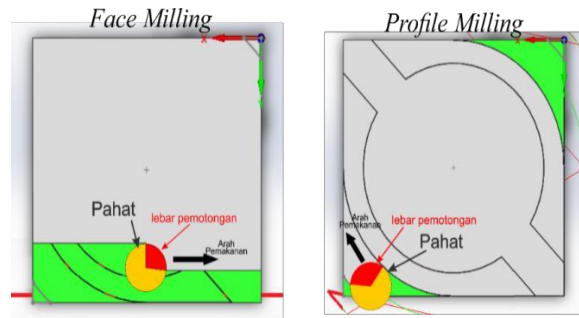 Face Milling
X
Pahat
lebar pemotongan
Arah
Pemakanan
Profile Milling
X
Arah
Pemakanan
lebar pemotongan
Pahat